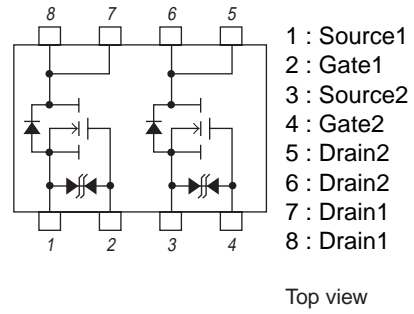 8 7 6 5
1 : Source1
2 : Gate1
3 : Source2
4 : Gate2
5 : Drain2
6 : Drain2
7 : Drain1
8 : Drain1
1 2 3 4
Top view